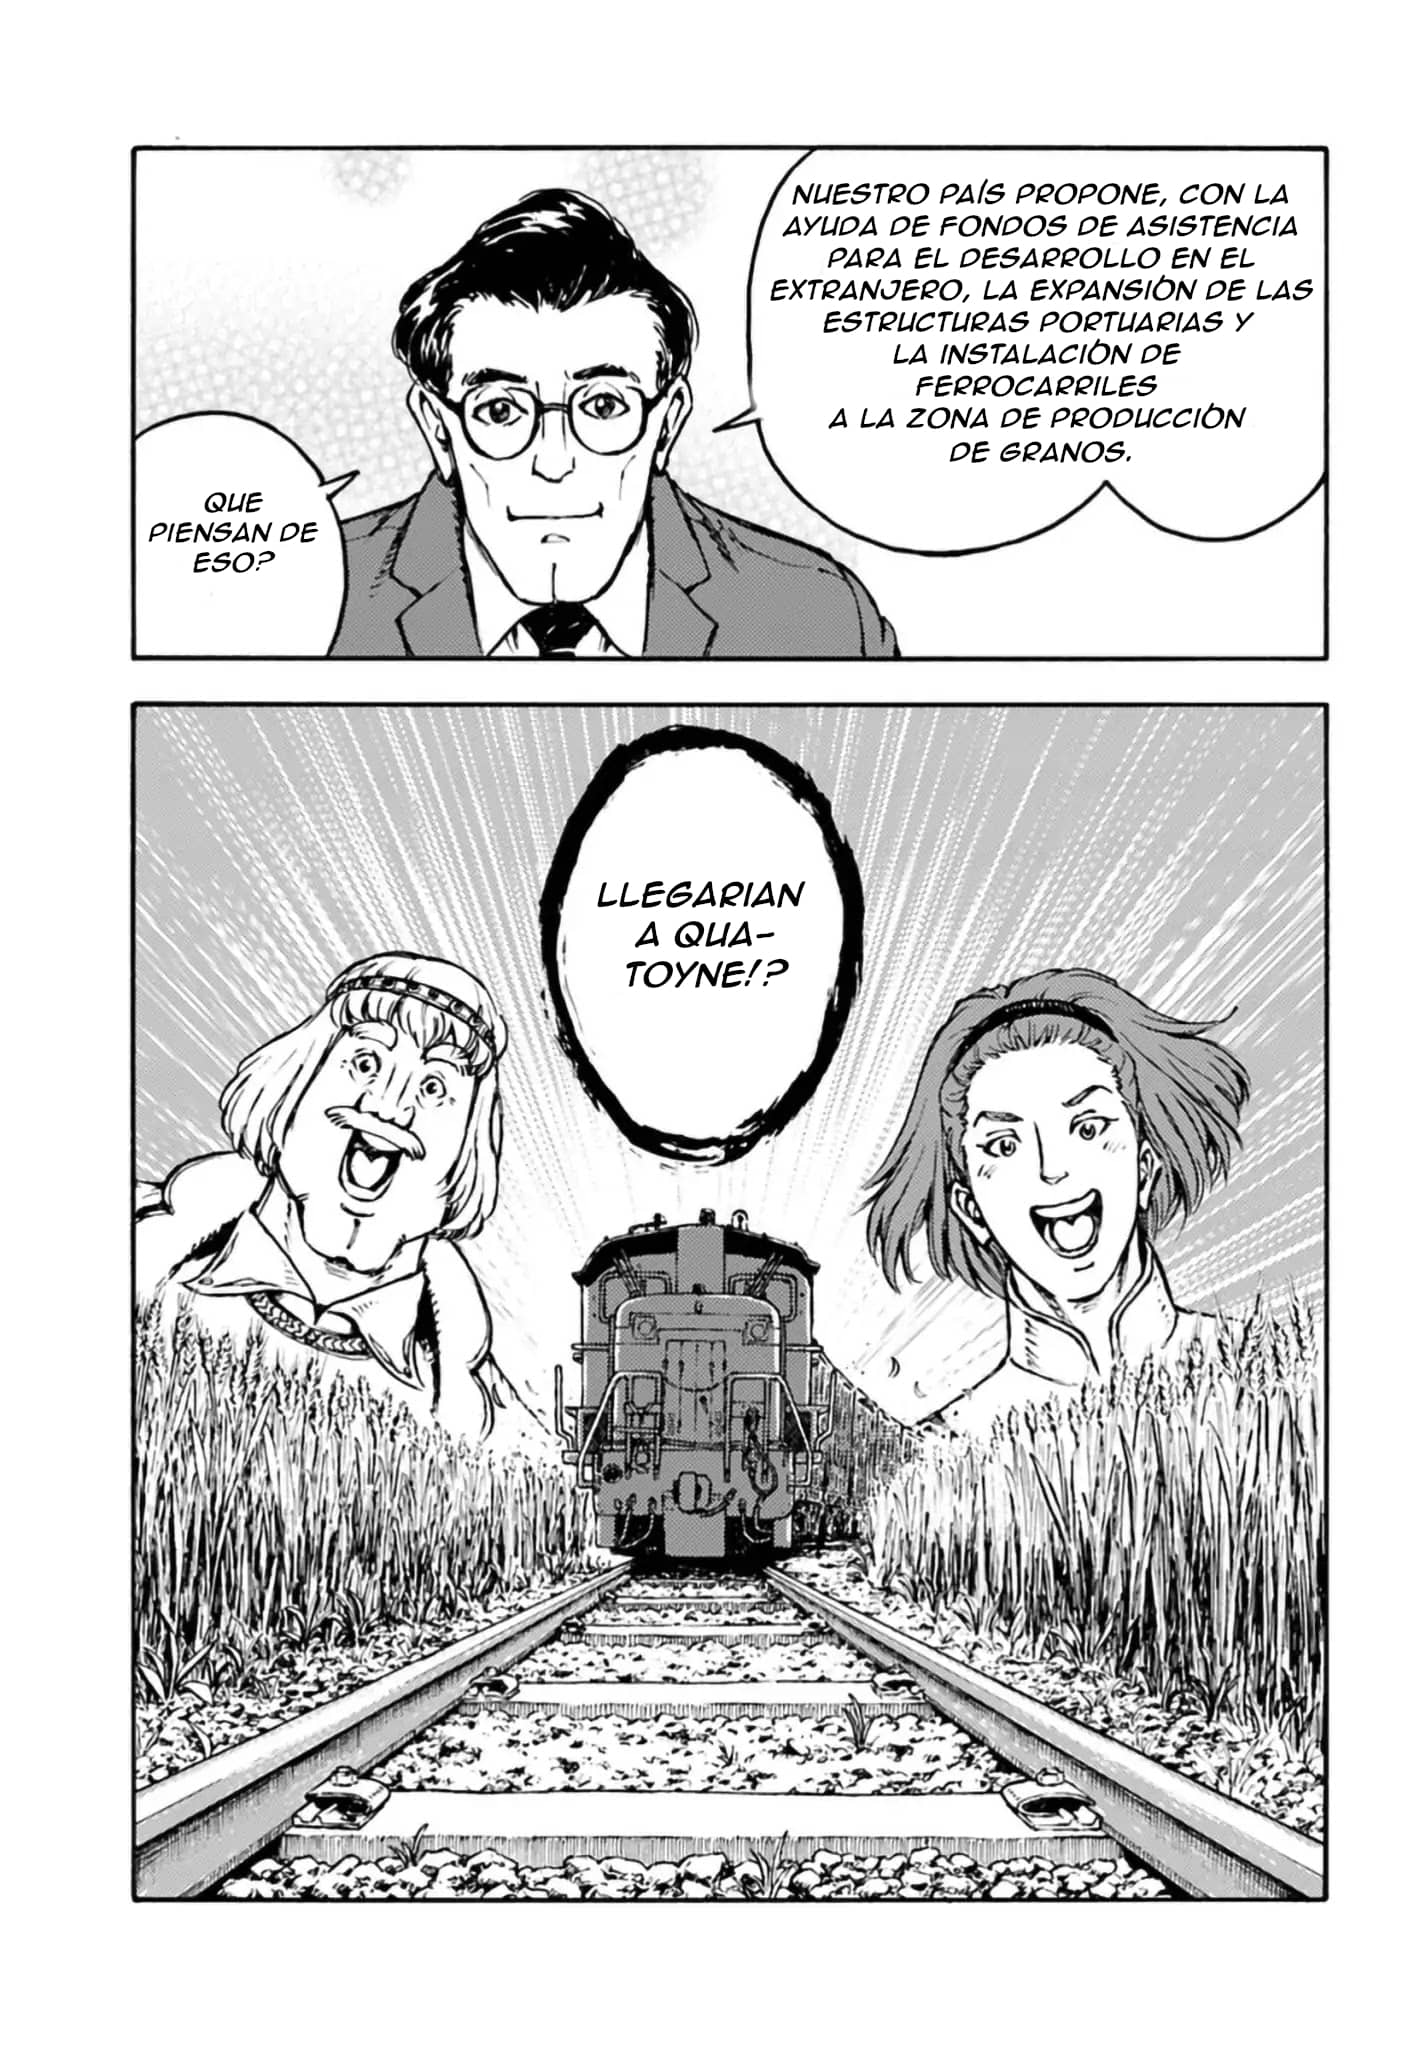 NUESTRO PAÍS PROPONE, CON LA
AYUDA DE FONDOS DE ASISTENCIA
PARA EL DESARROLLO EN EL
EXTRANJERO, LA EXPANSIÓN DE LAS
ESTRUCTURAS PORTUARIAS Y
LA INSTALACIÓN DE
FERROCARRILES
A LA ZONA DE PRODUCCIÓN
DE GRANOS.
QUE
PIENSAN DE
ESO?
LLEGARIAN
A QUA-
TOYNE!?